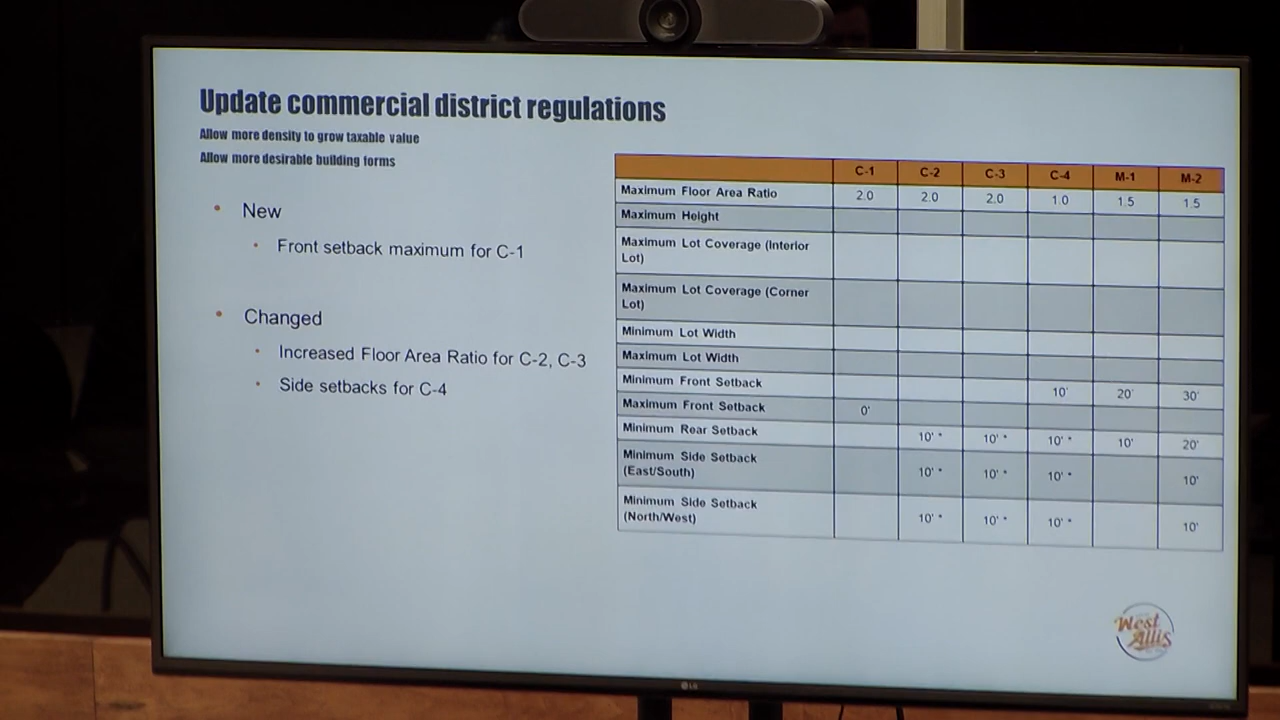 Update commercial district regulations
Allow more density to grow taxable value
Allow more desirable building forms
• New
• Front setback maximum for C-1
• Changed
• Increased Floor Area Ratio for C-2, C-3
• Side setbacks for C-4
C-1 C-2 C-3 C-4 M-1 M-2
Maximum Floor Area Ratio 2.0 2.0 2.0 1.0 1.5 1.5
Maximum Height
Maximum Lot Coverage (Interior
Lot)
Maximum Lot Coverage (Corner
Lot)
Minimum Lot Width
Maximum Lot Width
Minimum Front Setback 10' 20' 30'
Maximum Front Setback 0'
Minimum Rear Setback 10' * 10' * 10' * 10' 20'
Minimum Side Setback
(East/South) 10' * 10' * 10' * 10'
Minimum Side Setback
(North/West) 10' * 10' * 10' * 10'
West
Allis
LG